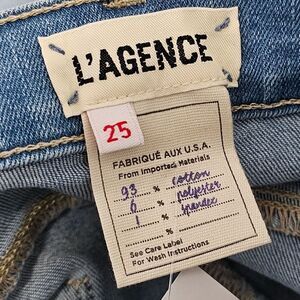 L'AGENCE
25
FABRIQUÉ AUX U.S.A.
From Imported Materials
93 % cotton
6 % polyester
1 % spandex
%
See Care Label
For Wash Instructions